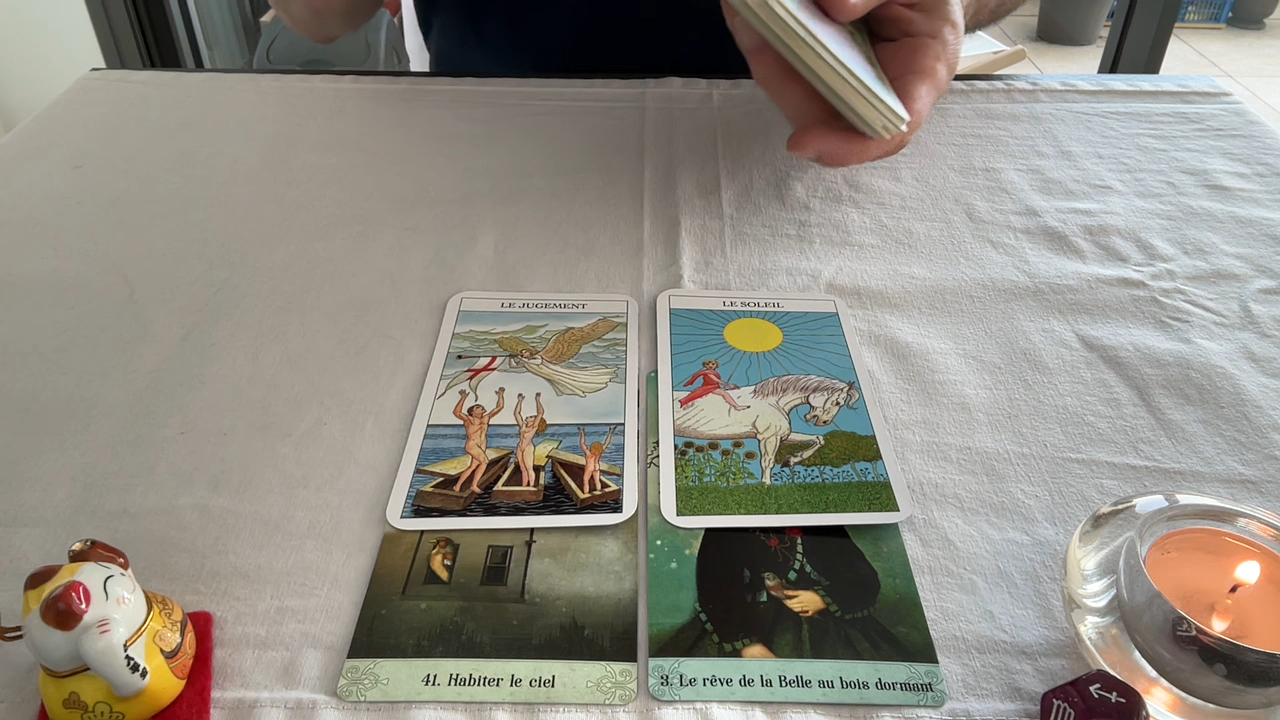 LE JUGEMENT
LE SOLEIL
41. Habiter le ciel
3. Le rêve de la Belle au bois dormant